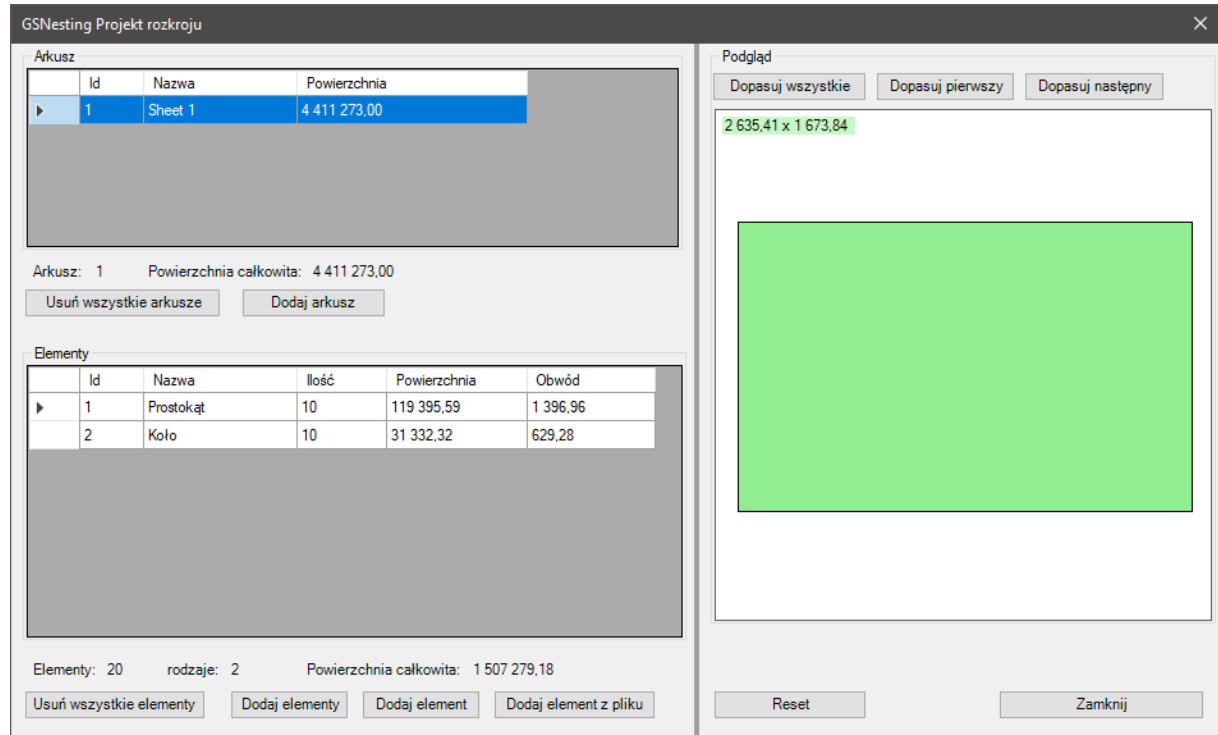 GSNesting Projekt rozkroju
Arkusz
Id Nazwa Powierzchnia
1 Sheet 1 4 411 273,00
Arkusz: 1 Powierzchnia całkowita: 4 411 273,00
Usuń wszystkie arkusze Dodaj arkusz
Elementy
Id Nazwa Ilość Powierzchnia Obwód
1 Prostokąt 10 119 395,59 1 396,96
2 Koło 10 31 332,32 629,28
Elementy: 20 rodzaje: 2 Powierzchnia całkowita: 1 507 279,18
Usuń wszystkie elementy Dodaj elementy Dodaj element Dodaj element z pliku
Podgląd
Dopasuj wszystkie Dopasuj pierwszy Dopasuj następny
2 635,41 x 1 673,84
Reset Zamknij